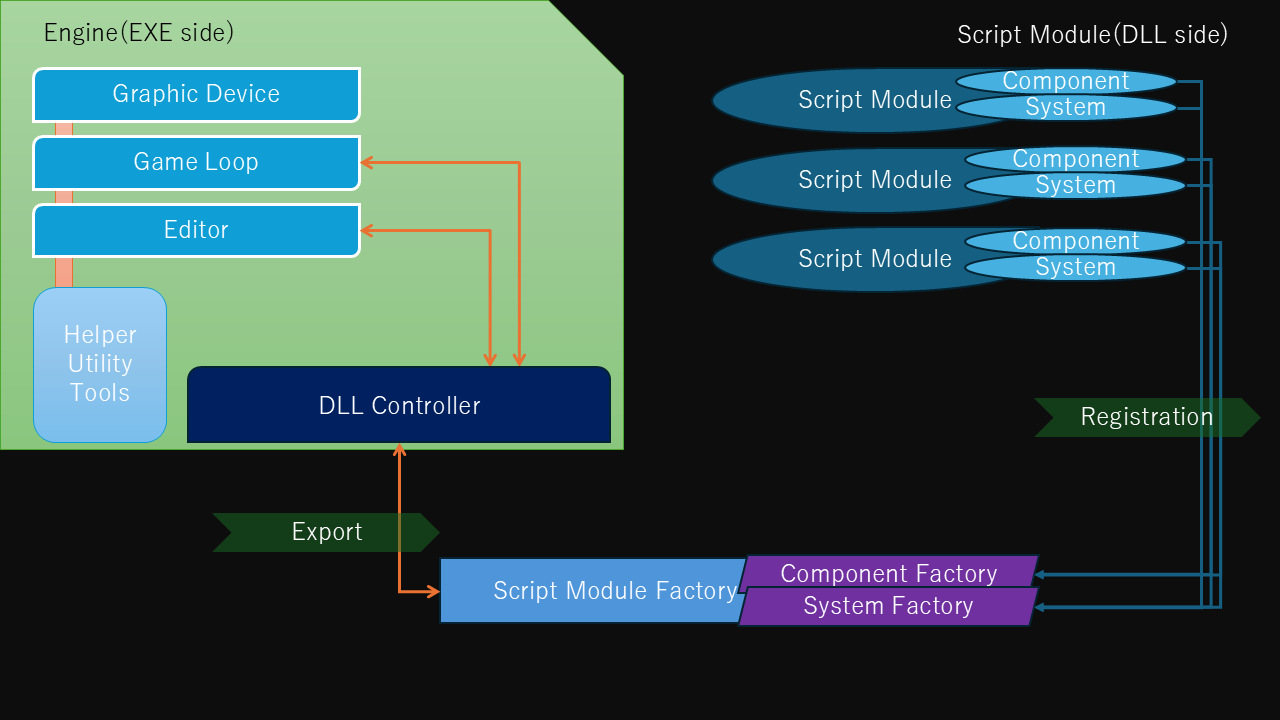 Engine(EXE side)
Graphic Device
Game Loop
Editor
Helper
Utility
Tools
DLL Controller
Script Module(DLL side)
Script Module
Component
System
Script Module
Component
System
Script Module
Component
System
Registration
Export
Script Module Factory
Component Factory
System Factory